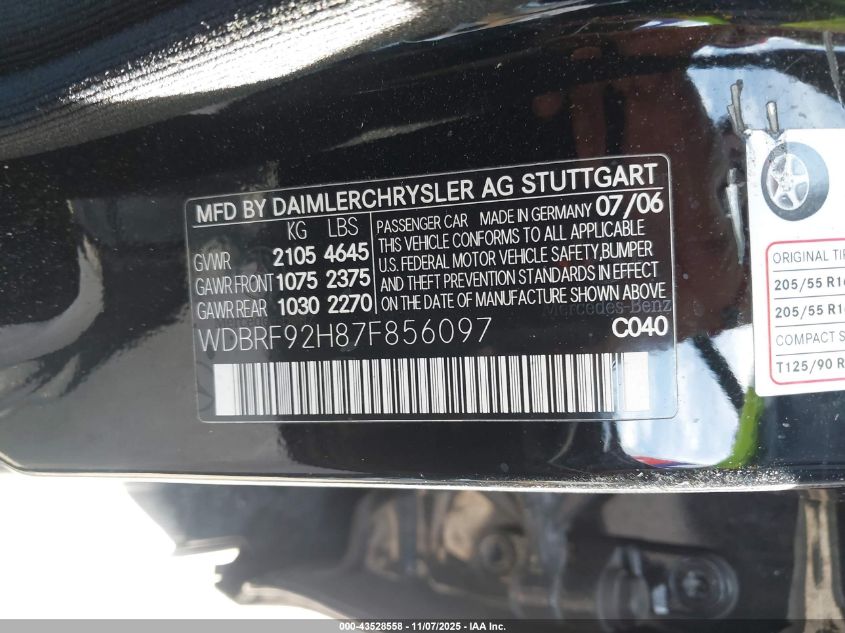 MFD BY DAIMLERCHRYSLER AG STUTTGART
KG LBS
GVWR 2105 4645
GAWR FRONT 1075 2375
GAWR REAR 1030 2270
PASSENGER CAR MADE IN GERMANY 07/06
THIS VEHICLE CONFORMS TO ALL APPLICABLE
U.S. FEDERAL MOTOR VEHICLE SAFETY, BUMPER
AND THEFT PREVENTION STANDARDS IN EFFECT
ON THE DATE OF MANUFACTURE SHOWN ABOVE
Mercedes-Benz
WDBRF92H87F856097 C040
ORIGINAL
205/55
205/55
COMPACT
T125/90
000-43528558 - 11/07/2025 - IAA Inc.